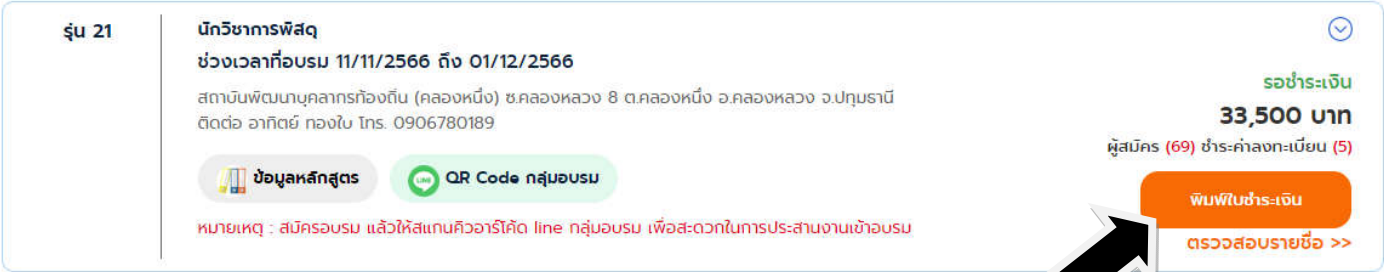 รุ่น 21
นักวิชาการพัสดุ
ช่วงเวลาที่อบรม 11/11/2566 ถึง 01/12/2566
สถาบันพัฒนาบุคลากรท้องถิ่น (คลองหนึ่ง) ซ.คลองหลวง 8 ต.คลองหนึ่ง อ.คลองหลวง จ.ปทุมธานี
ติดต่อ อาทิตย์ ทองใบ โทร. 0906780189
ข้อมูลหลักสูตร
LINE QR Code กลุ่มอบรม
หมายเหตุ : สมัครอบรม แล้วให้สแกนคิวอาร์โค้ด line กลุ่มอบรม เพื่อสะดวกในการประสานงานเข้าอบรม
รอชำระเงิน
33,500 บาท
ผู้สมัคร (69) ชำระค่าลงทะเบียน (5)
พิมพ์ใบชำระเงิน
ตรวจสอบรายชื่อ >>